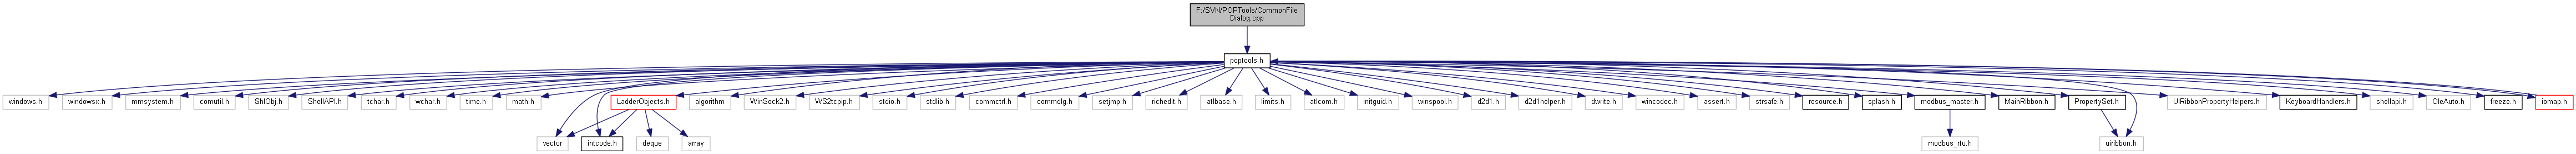 F:/SVN/POPTools/CommonFile
Dialog.cpp
poptools.h
windows.h
windowsx.h
mmsystem.h
comutil.h
ShlObj.h
ShellAPI.h
tchar.h
wchar.h
time.h
math.h
LadderObjects.h
algorithm
WinSock2.h
WS2tcpip.h
stdio.h
stdlib.h
commctrl.h
commdlg.h
setjmp.h
richedit.h
atlbase.h
limits.h
atlcom.h
initguid.h
winspool.h
d2d1.h
d2d1helper.h
dwrite.h
wincodec.h
assert.h
strsafe.h
resource.h
splash.h
modbus_master.h
MainRibbon.h
PropertySet.h
UIRibbonPropertyHelpers.h
KeyboardHandlers.h
shellapi.h
OleAuto.h
freeze.h
iomap.h
vector
intcode.h
deque
array
modbus_rtu.h
uiribbon.h